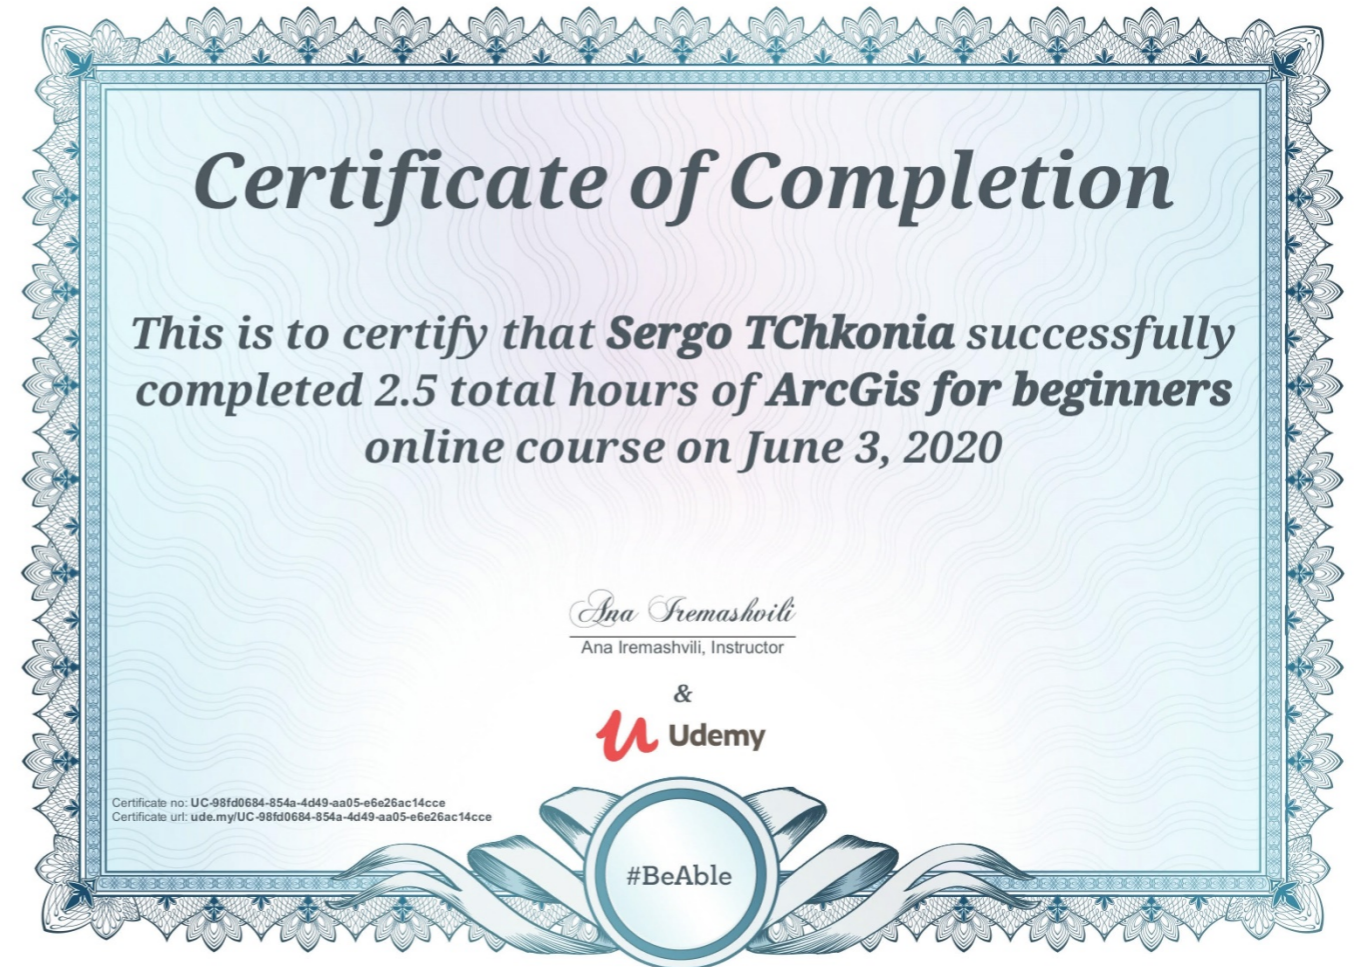 Certificate of Completion
This is to certify that Sergo TChkonia successfully
completed 2.5 total hours of ArcGis for beginners
online course on June 3, 2020
Ana Iremashvili
Ana Iremashvili, Instructor
&
Udemy
Certificate no: UC-98fd0684-854a-4d49-aa05-e6e26ac14cce
Certificate url: ude.my/UC-98fd0684-854a-4d49-aa05-e6e26ac14cce
#BeAble